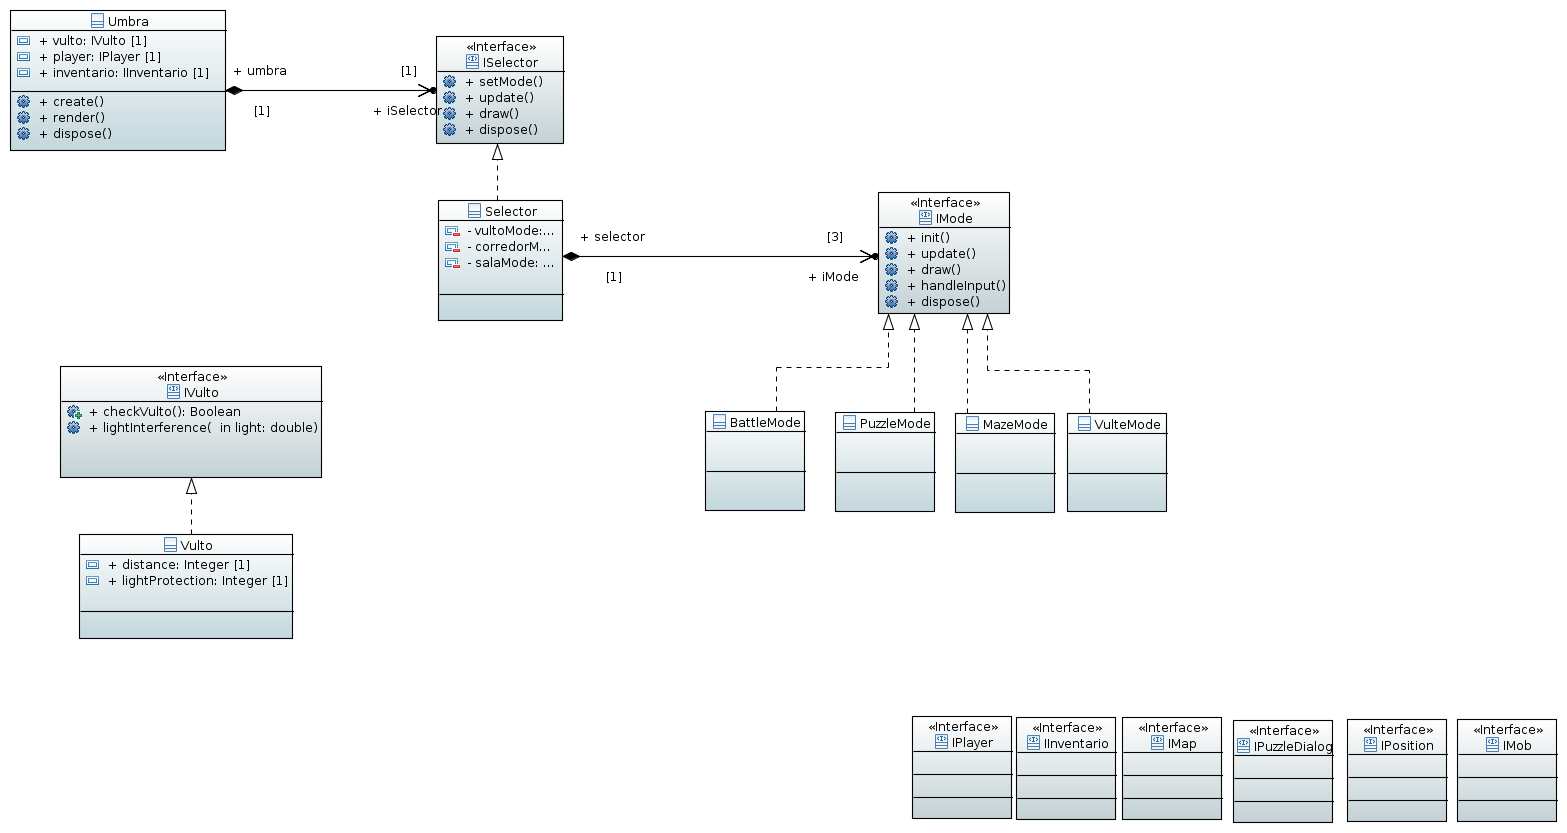 Umbra
+ vulto: IVulto [1]
+ player: IPlayer [1]
+ inventario: IInventario [1]
+ create()
+ render()
+ dispose()
+ umbra
[1]
[1]
+ iSelector
«Interface»
ISelector
+ setMode()
+ update()
+ draw()
+ dispose()
Selector
- vultoMode:...
- corredorM...
- salaMode: ...
+ selector
[3]
[1]
+ iMode
«Interface»
IMode
+ init()
+ update()
+ draw()
+ handleInput()
+ dispose()
«Interface»
IVulto
+ checkVulto(): Boolean
+ lightInterference( in light: double)
BattleMode
PuzzleMode
MazeMode
VulteMode
Vulto
+ distance: Integer [1]
+ lightProtection: Integer [1]
«Interface»
IPlayer
«Interface»
IInventario
«Interface»
IMap
«Interface»
IPuzzleDialog
«Interface»
IPosition
«Interface»
IMob